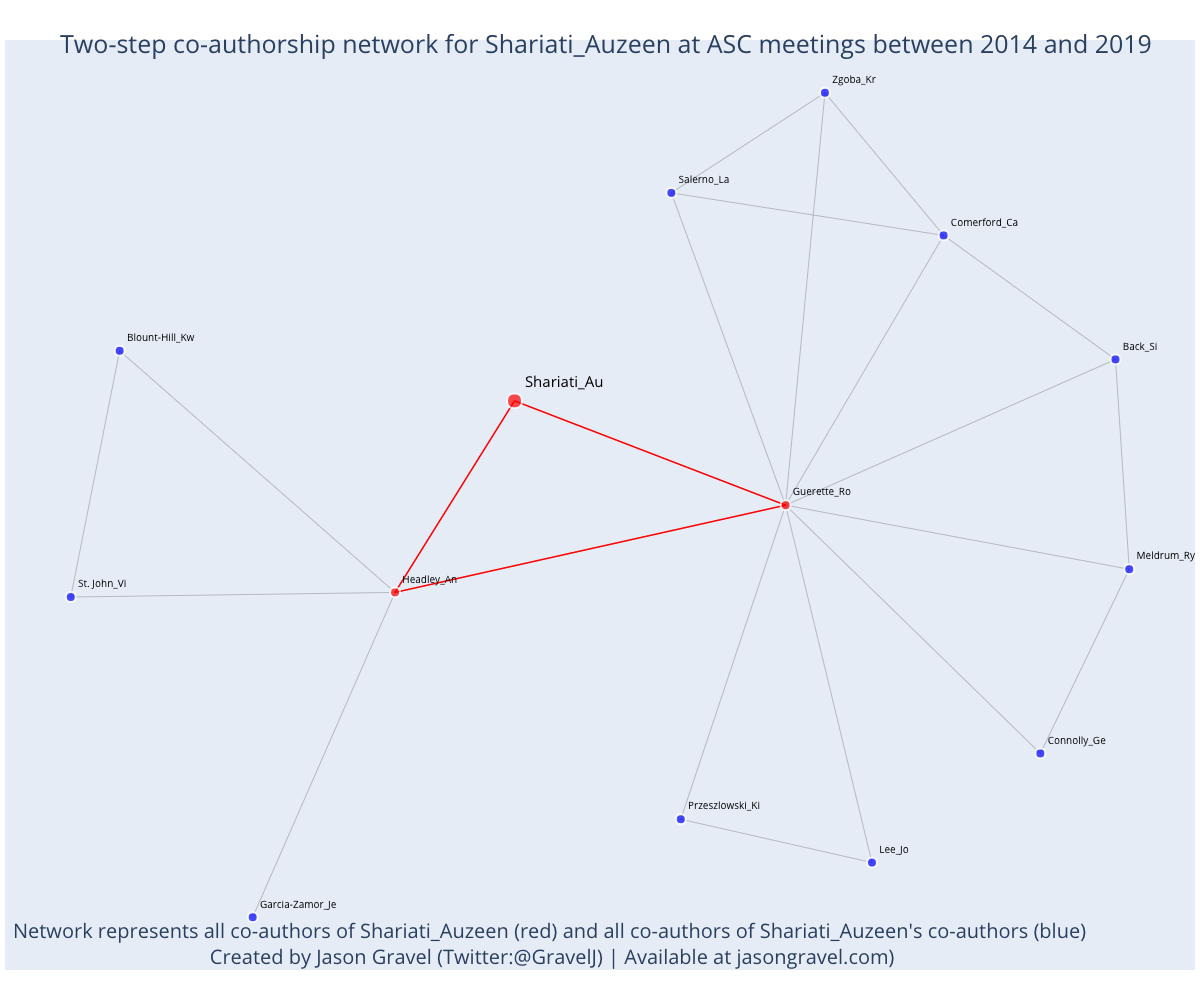 Two-step co-authorship network for Shariati_Auzeen at ASC meetings between 2014 and 2019
Zgoba_Kr
Salerno_La
Comerford_Ca
Blount-Hill_Kw
Back_Si
Shariati_Au
Guerette_Ro
Meldrum_Ry
Headley_An
St. John_Vi
Connolly_Ge
Przeszlowski_Ki
Lee_Jo
Garcia-Zamor_Je
Network represents all co-authors of Shariati_Auzeen (red) and all co-authors of Shariati_Auzeen's co-authors (blue)
Created by Jason Gravel (Twitter:@GravelJ) | Available at jasongravel.com)